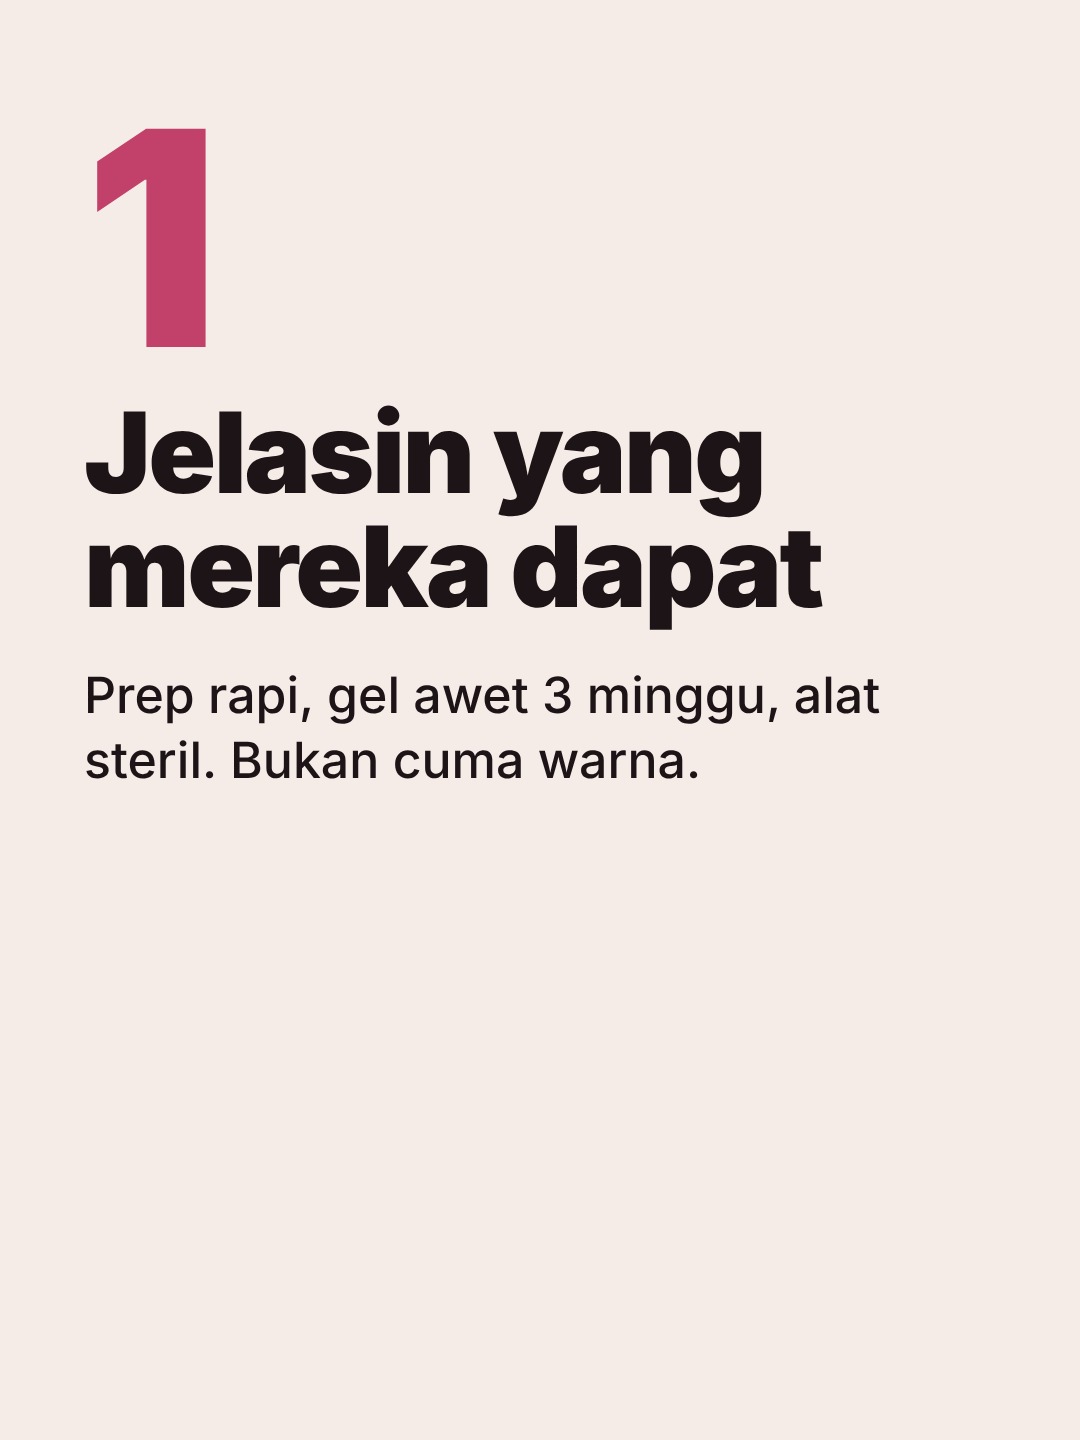 1
Jelasin yang
mereka dapat
Prep rapi, gel awet 3 minggu, alat
steril. Bukan cuma warna.